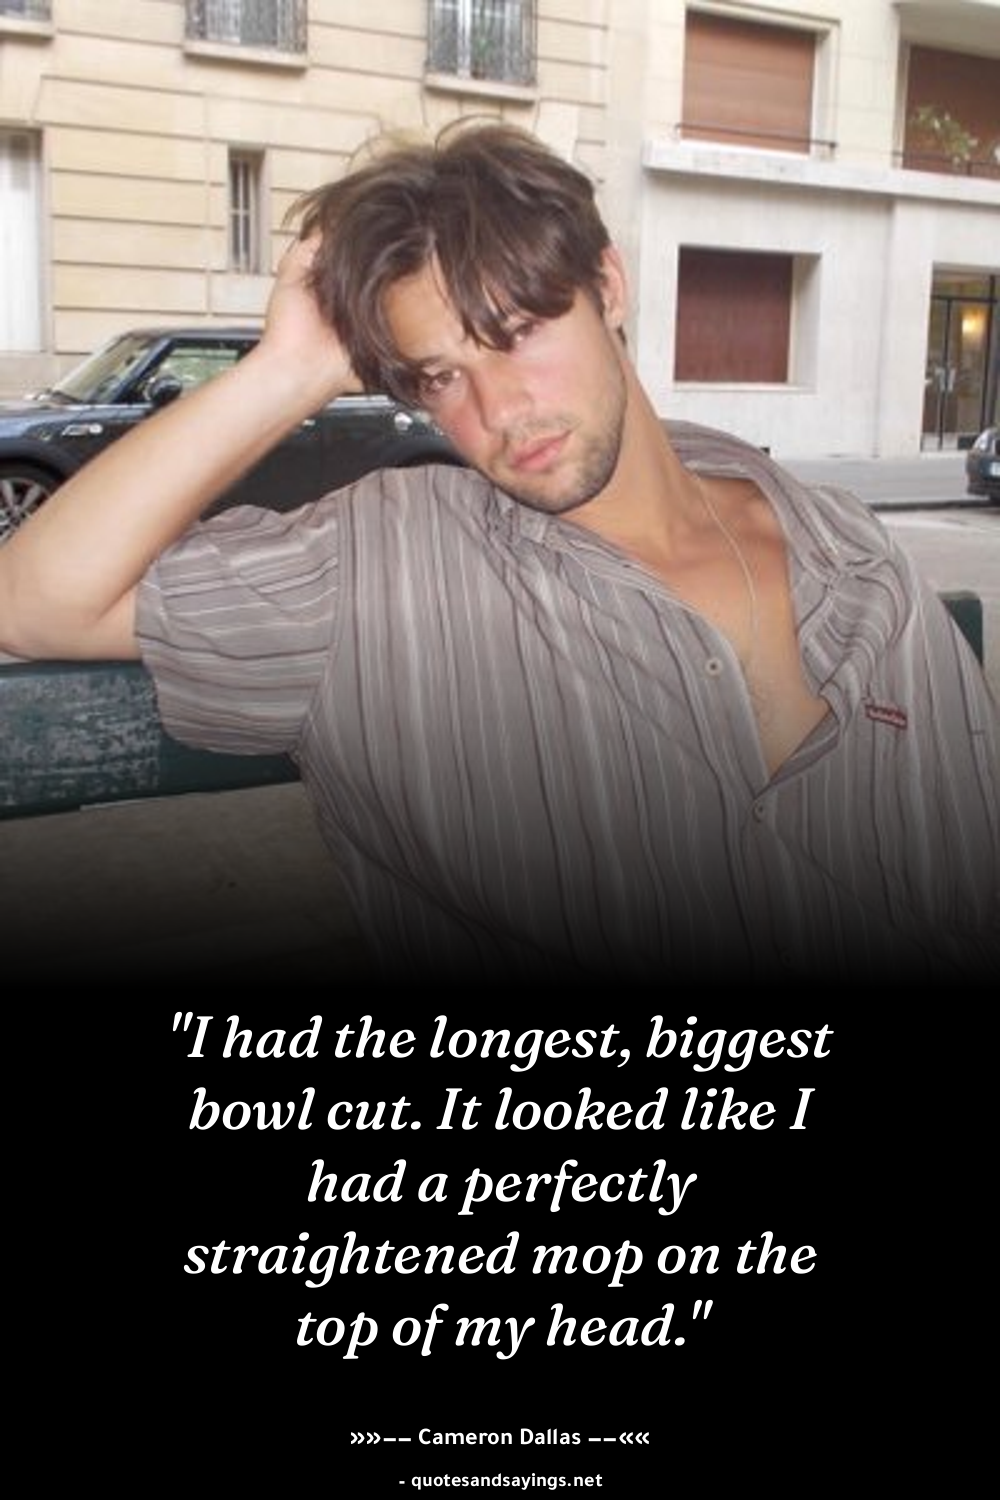 "I had the longest, biggest
bowl cut. It looked like I
had a perfectly
straightened mop on the
top of my head."
»»–– Cameron Dallas ––««
- quotesandsayings.net